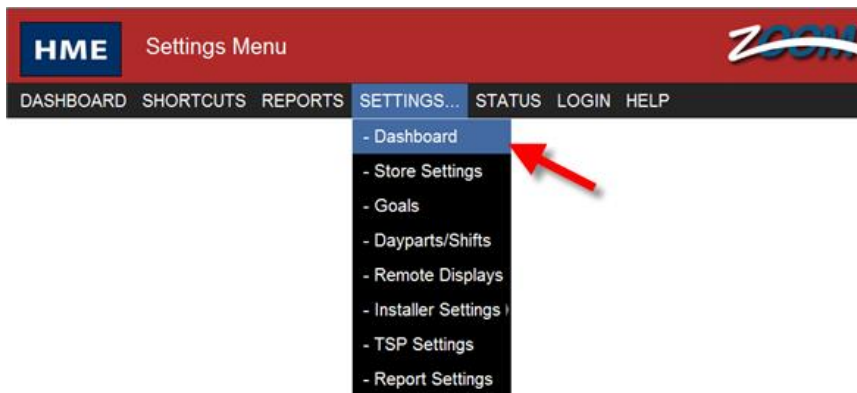 HME Settings Menu ZOOM
DASHBOARD SHORTCUTS REPORTS SETTINGS... STATUS LOGIN HELP
- Dashboard
- Store Settings
- Goals
- Dayparts/Shifts
- Remote Displays
- Installer Settings
- TSP Settings
- Report Settings